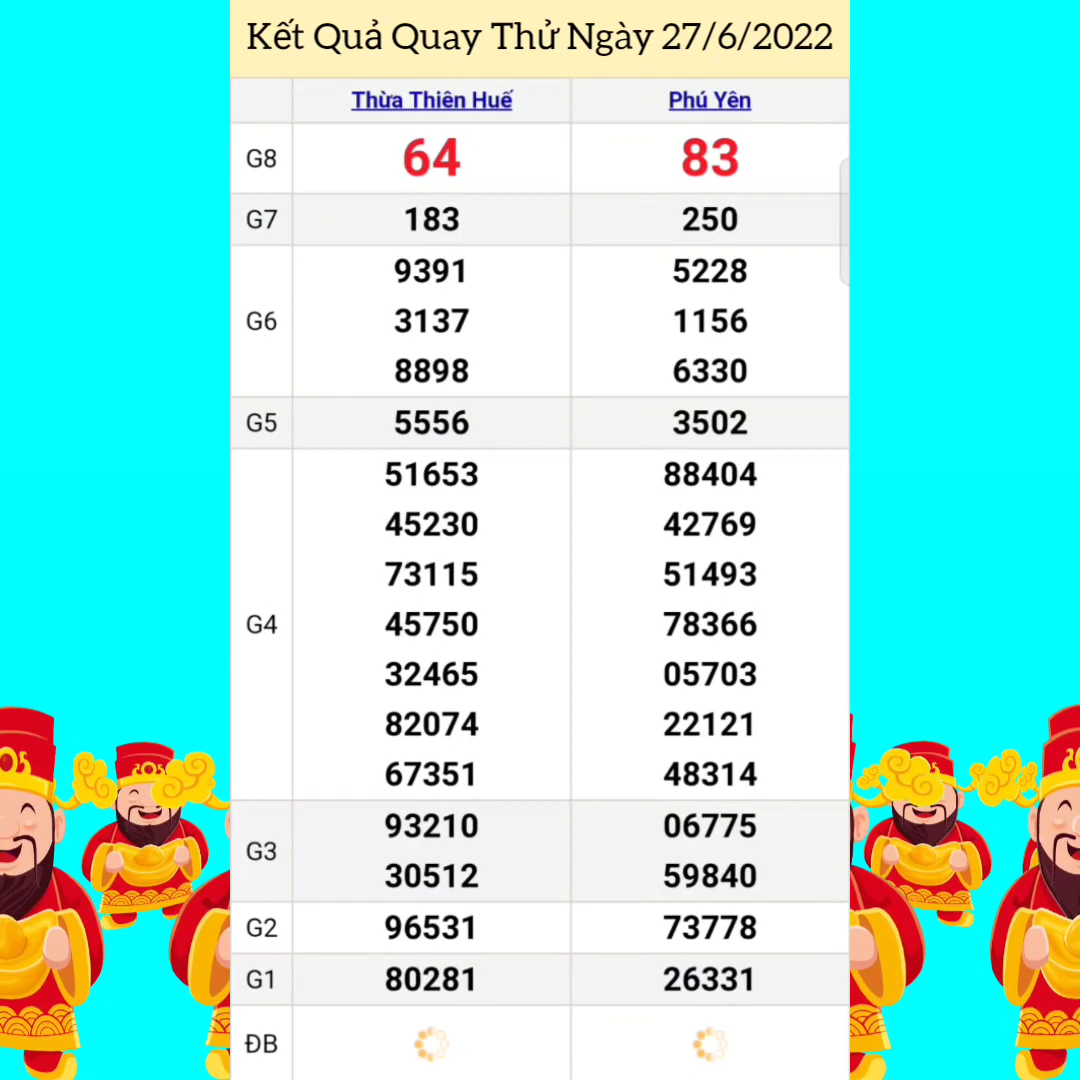 Kết Quả Quay Thử Ngày 27/6/2022
Thừa Thiên Huế Phú Yên
G8 64 83
G7 183 250
9391 5228
G6 3137 1156
8898 6330
G5 5556 3502
51653 88404
45230 42769
73115 51493
G4 45750 78366
32465 05703
82074 22121
67351 48314
93210 06775
G3
30512 59840
G2 96531 73778
G1 80281 26331
ĐB